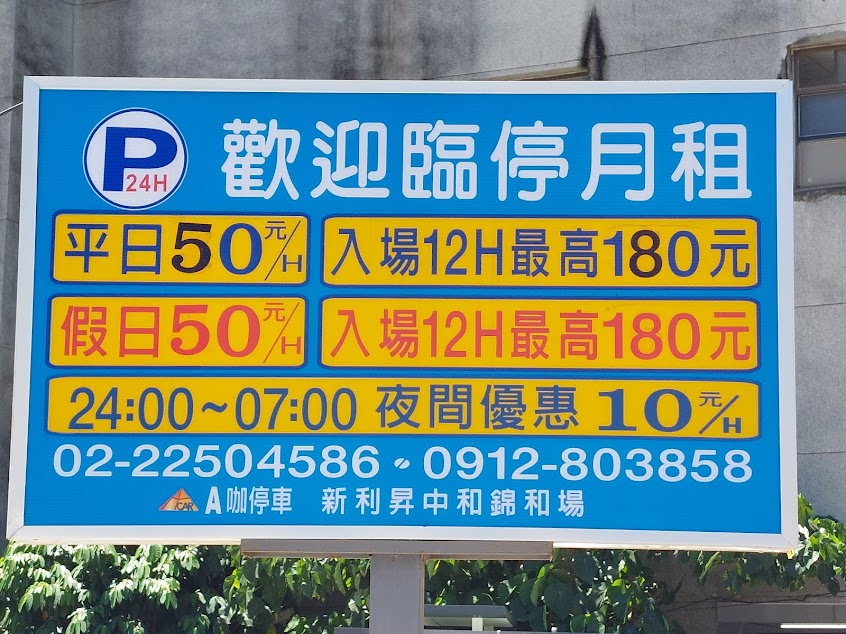 P 24H 歡迎臨停月租
平日50元/H 入場12H最高180元
假日50元/H 入場12H最高180元
24:00~07:00 夜間優惠 10元/H
02-22504586・0912-803858
ACAR A咖停車 新利昇中和錦和場